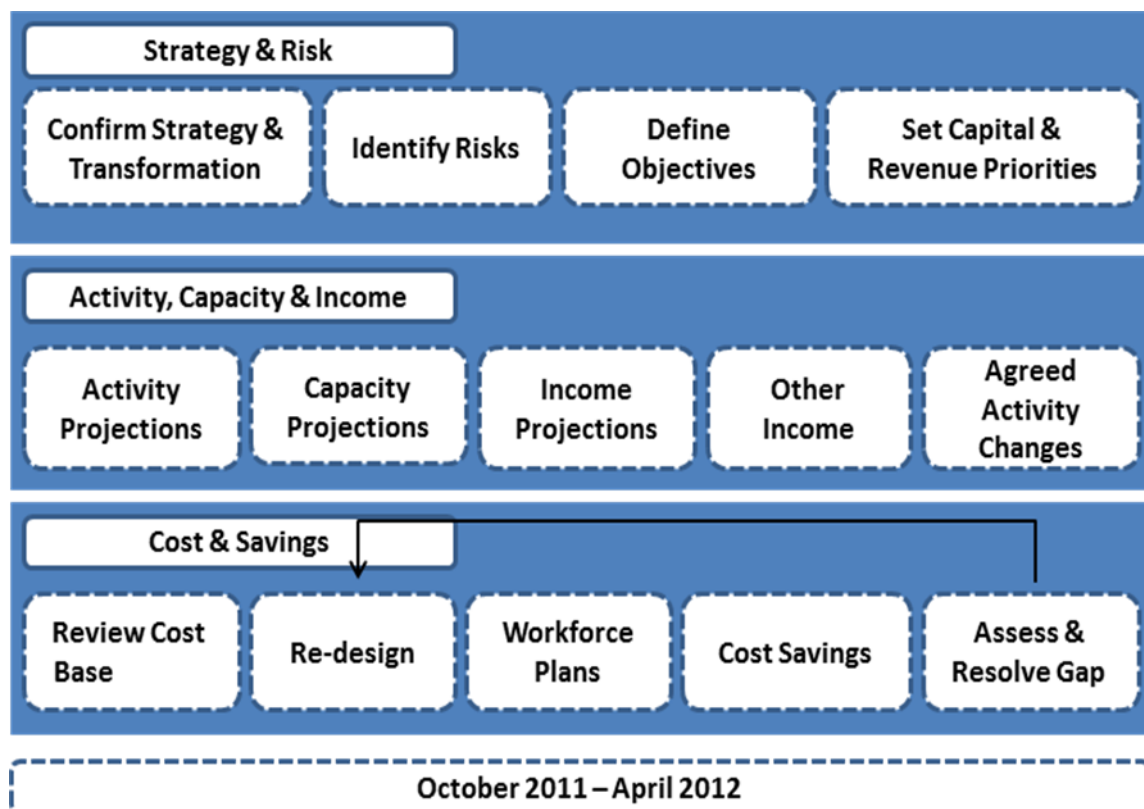 Strategy & Risk
Confirm Strategy &
Transformation
Identify Risks
Define
Objectives
Set Capital &
Revenue Priorities
Activity, Capacity & Income
Activity
Projections
Capacity
Projections
Income
Projections
Other
Income
Agreed
Activity
Changes
Cost & Savings
Review Cost
Base
Re-design
Workforce
Plans
Cost Savings
Assess &
Resolve Gap
October 2011 – April 2012